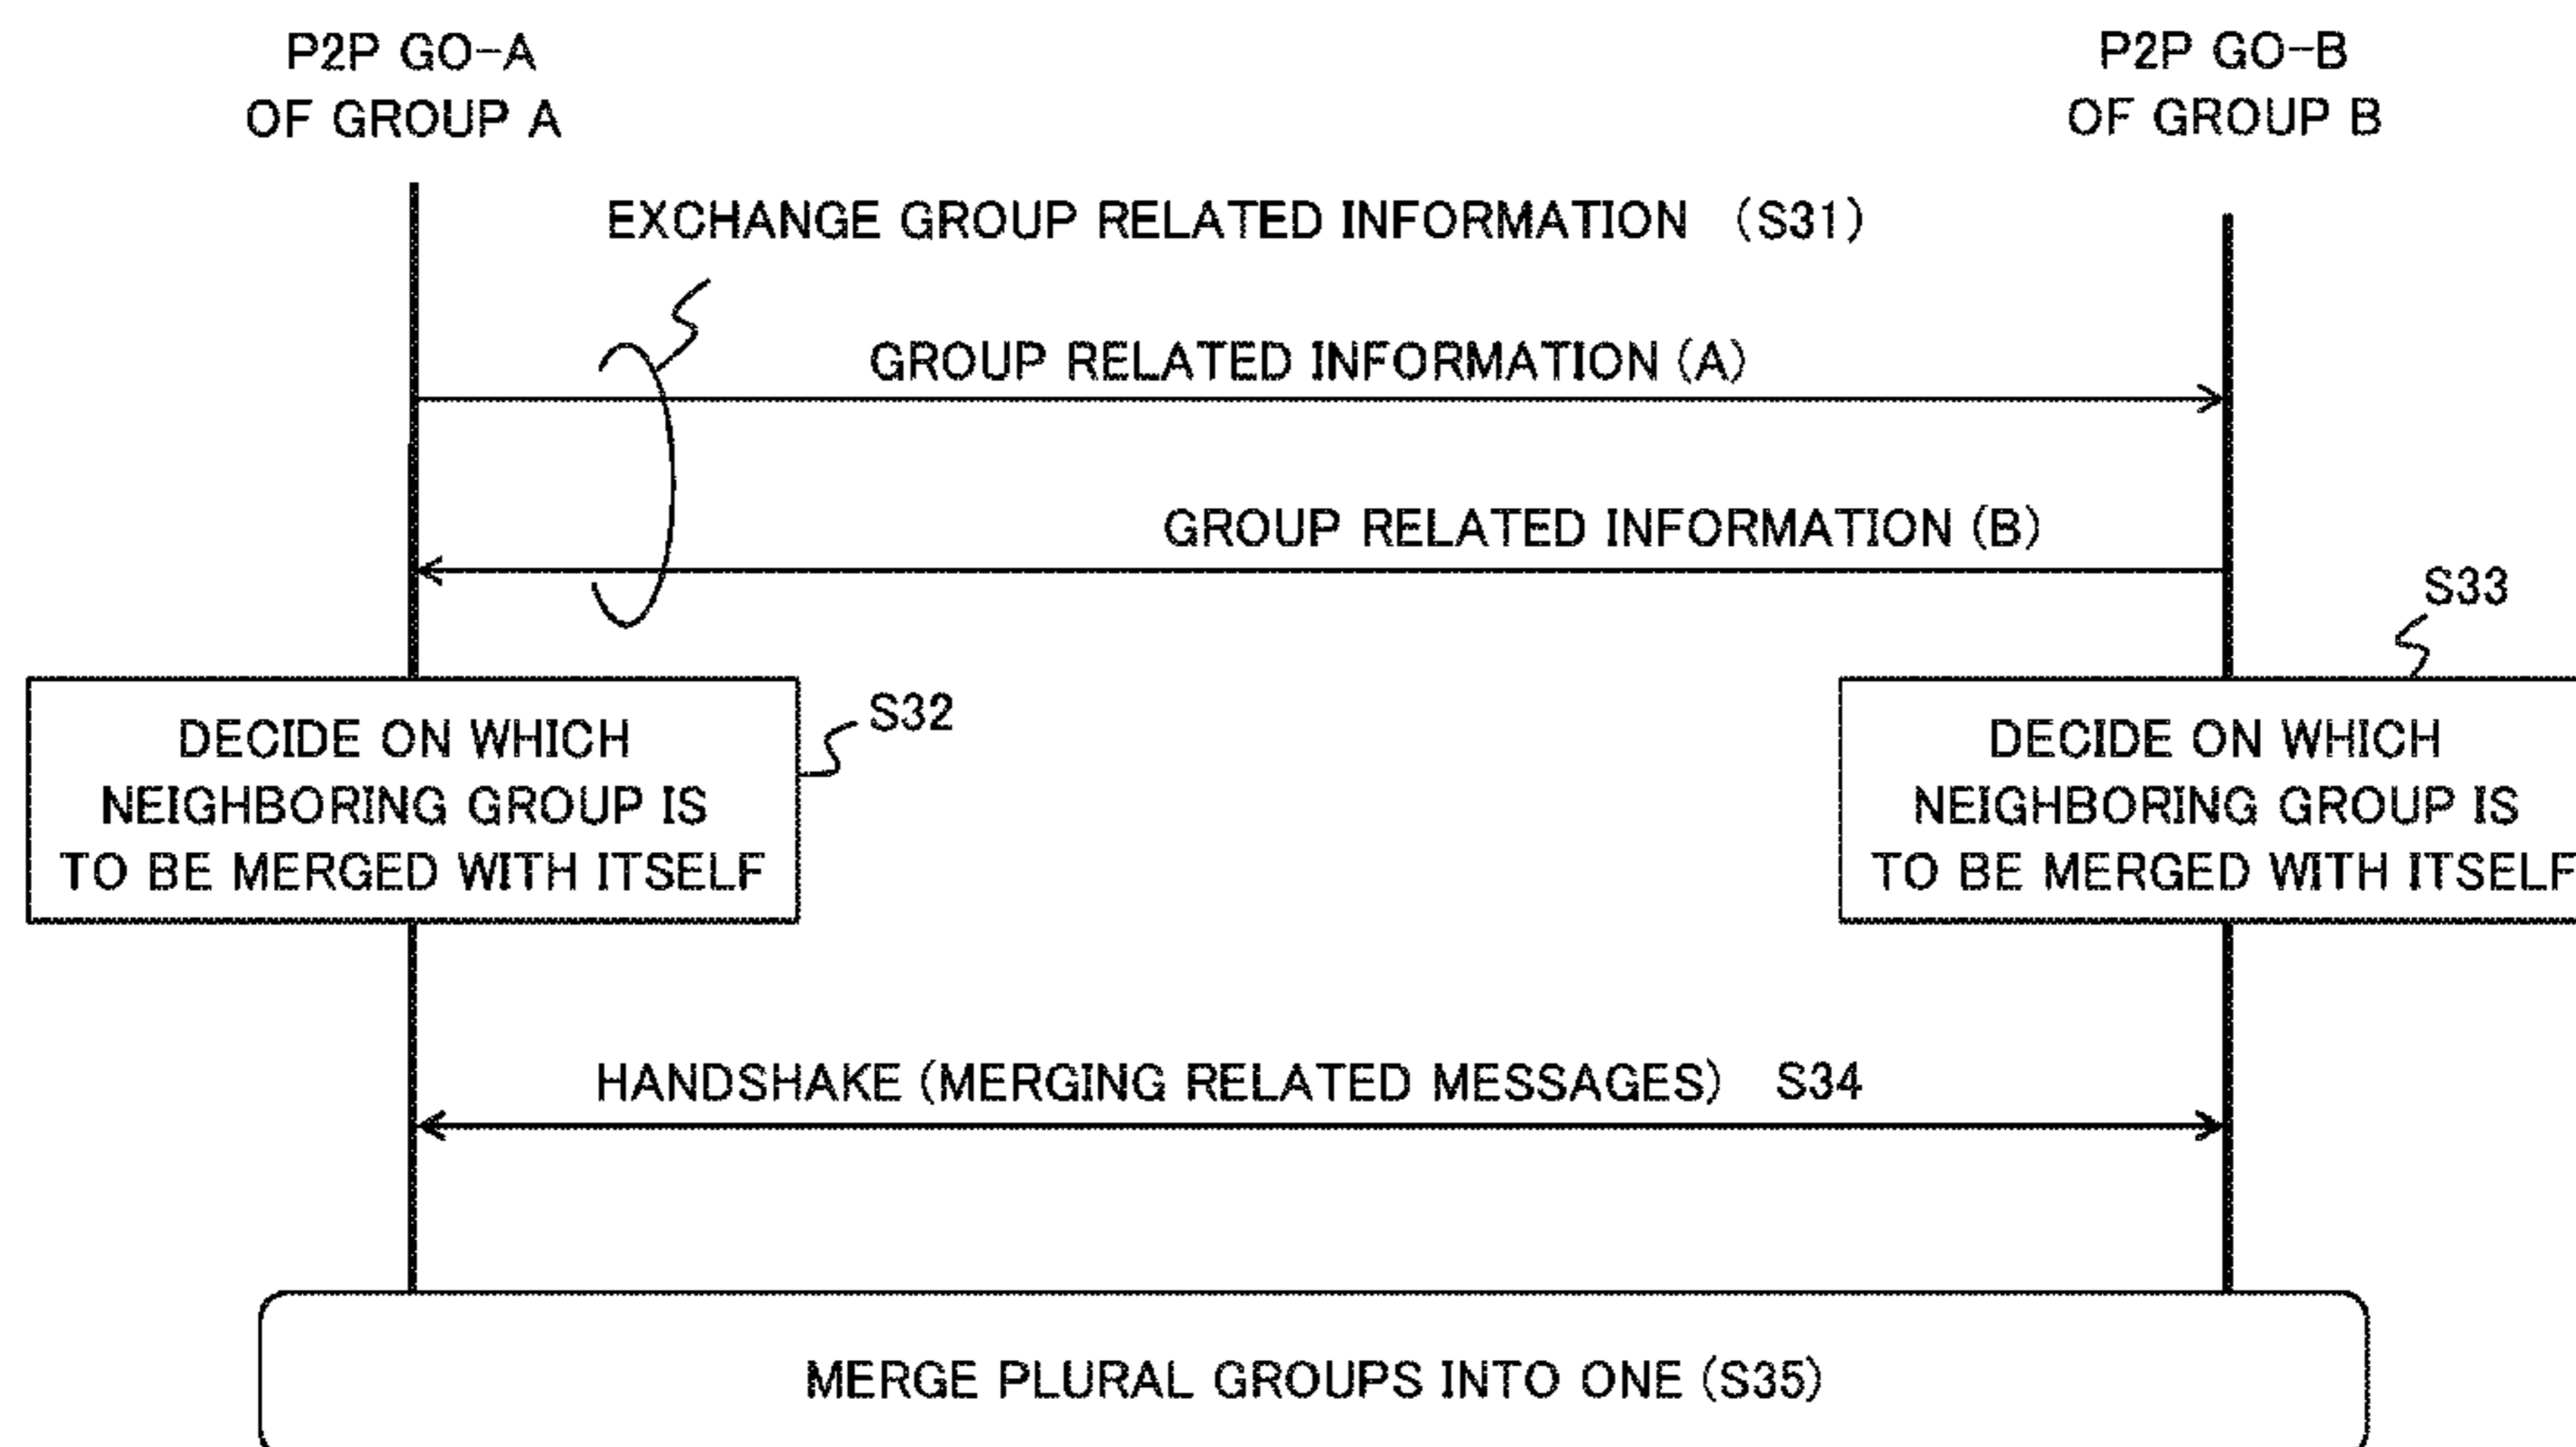 P2P GO-A
OF GROUP A
P2P GO-B
OF GROUP B
EXCHANGE GROUP RELATED INFORMATION (S31)
GROUP RELATED INFORMATION (A)
GROUP RELATED INFORMATION (B)
S33
S32
DECIDE ON WHICH
NEIGHBORING GROUP IS
TO BE MERGED WITH ITSELF
DECIDE ON WHICH
NEIGHBORING GROUP IS
TO BE MERGED WITH ITSELF
HANDSHAKE (MERGING RELATED MESSAGES) S34
MERGE PLURAL GROUPS INTO ONE (S35)